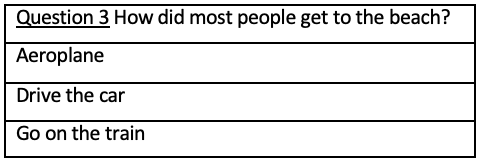 Question 3 How did most people get to the beach?
Aeroplane
Drive the car
Go on the train